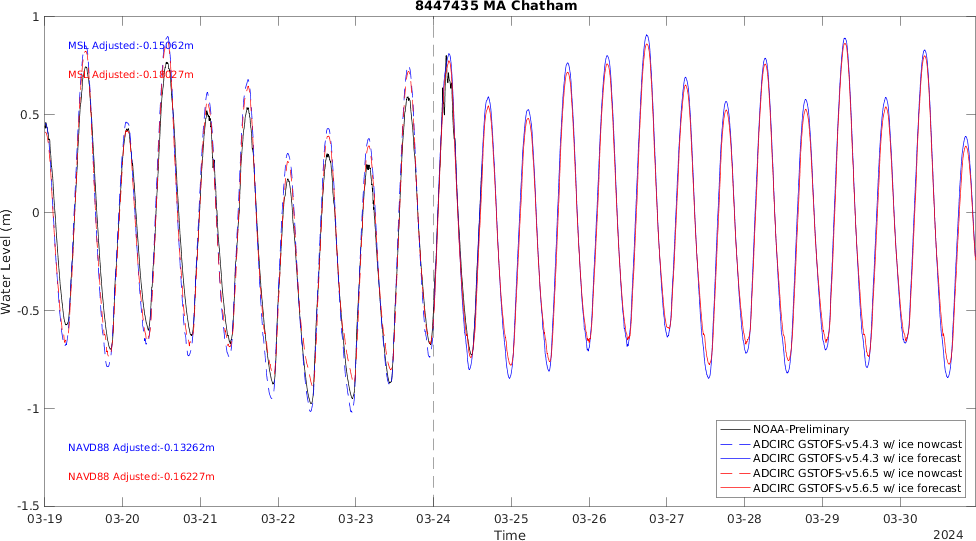 8447435 MA Chatham
1
0.5
0
-0.5
-1
-1.5
Water Level (m)
MSL Adjusted:-0.15062m
MSL Adjusted:-0.18027m
NAVD88 Adjusted:-0.13262m
NAVD88 Adjusted:-0.16227m
NOAA-Preliminary
ADCIRC GSTOFS-v5.4.3 w/ ice nowcast
ADCIRC GSTOFS-v5.4.3 w/ ice forecast
ADCIRC GSTOFS-v5.6.5 w/ ice nowcast
ADCIRC GSTOFS-v5.6.5 w/ ice forecast
03-19 03-20 03-21 03-22 03-23 03-24 03-25 03-26 03-27 03-28 03-29 03-30
Time
2024